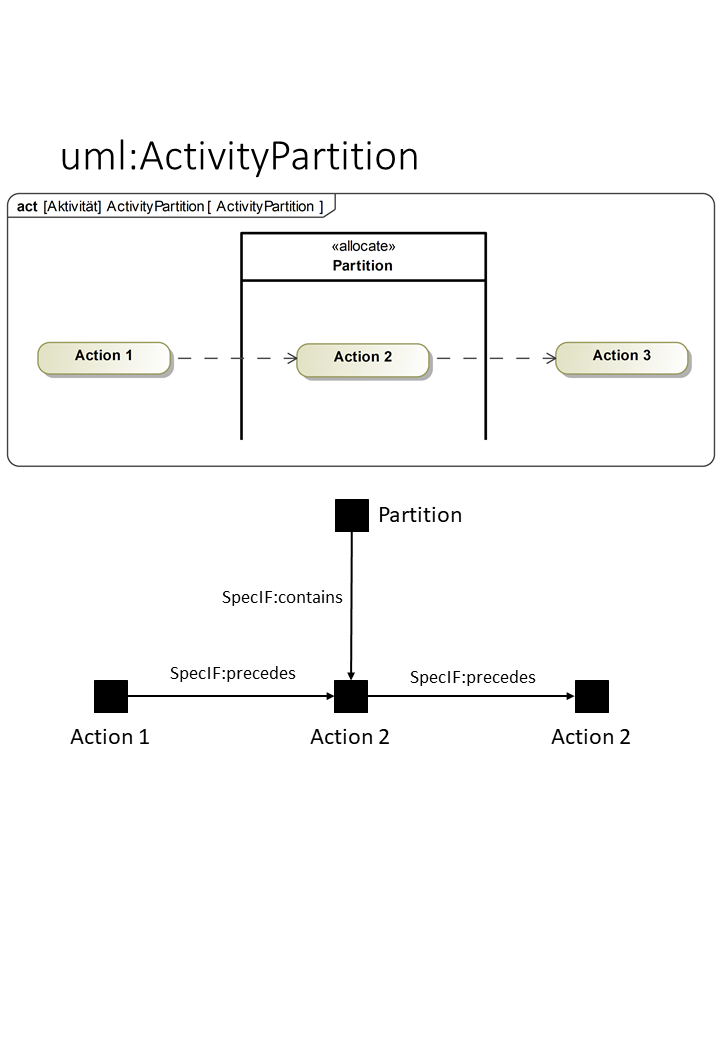 uml:ActivityPartition
act [Aktivität] ActivityPartition [ ActivityPartition ]
«allocate»
Partition
Action 1
Action 2
Action 3
Partition
SpecIF:contains
SpecIF:precedes
SpecIF:precedes
Action 1
Action 2
Action 2